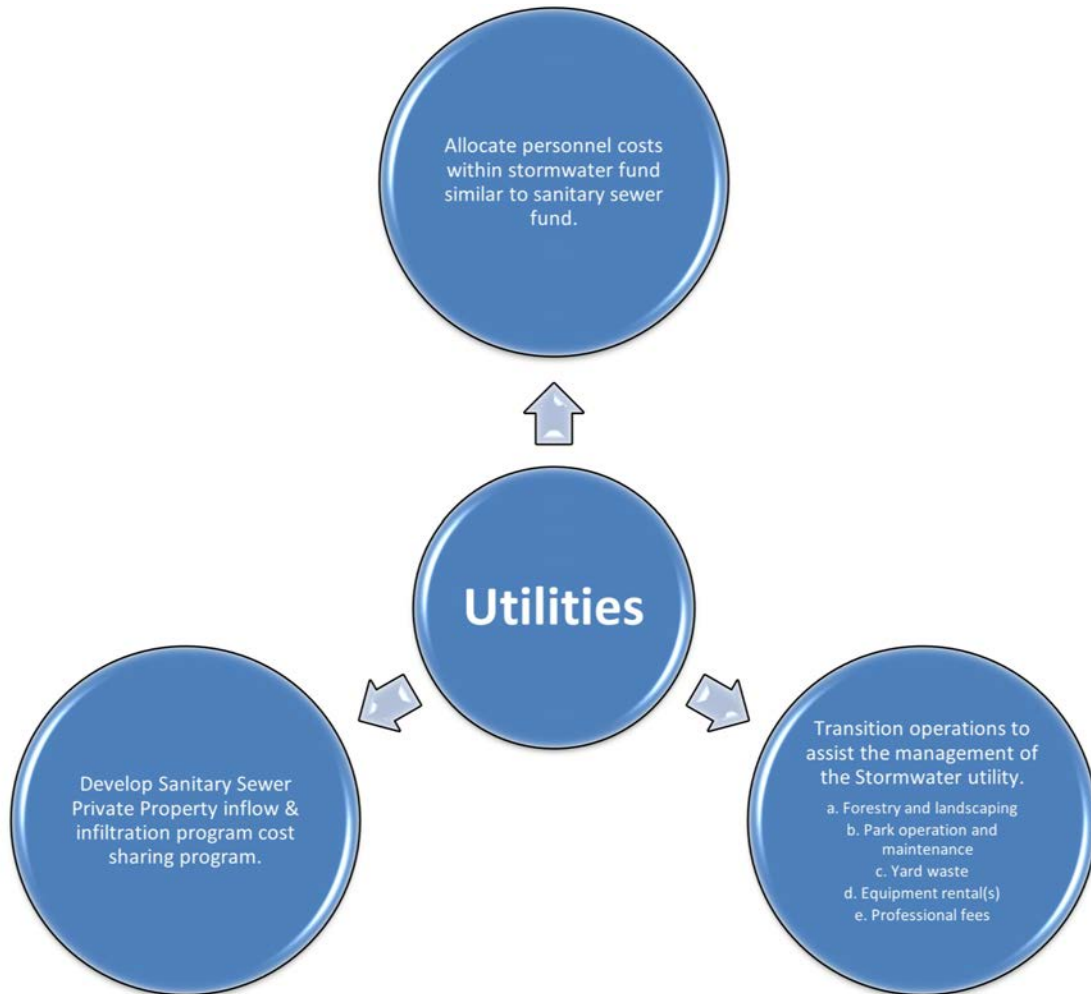 Allocate personnel costs
within stormwater fund
similar to sanitary sewer
fund.
Utilities
Develop Sanitary Sewer
Private Property inflow &
infiltration program cost
sharing program.
Transition operations to
assist the management of
the Stormwater utility.
a. Forestry and landscaping
b. Park operation and
maintenance
c. Yard waste
d. Equipment rental(s)
e. Professional fees